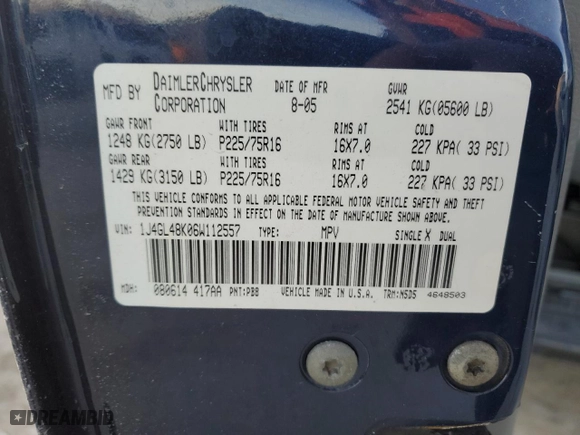 MFD BY DAIMLERCHRYSLER CORPORATION DATE OF MFR 8-05 GVWR 2541 KG(05600 LB)
GAWR FRONT WITH TIRES RIMS AT COLD
1248 KG(2750 LB) P225/75R16 16X7.0 227 KPA( 33 PSI)
GAWR REAR WITH TIRES RIMS AT COLD
1429 KG(3150 LB) P225/75R16 16X7.0 227 KPA( 33 PSI)
THIS VEHICLE CONFORMS TO ALL APPLICABLE FEDERAL MOTOR VEHICLE SAFETY AND THEFT
PREVENTION STANDARDS IN EFFECT ON THE DATE OF MANUFACTURE SHOWN ABOVE.
VIN: 1J4GL48K06W112557 TYPE: MPV SINGLE X DUAL
MDH: 080614 417AA PNT:PBB VEHICLE MADE IN U.S.A. TRM:N5D5 4648503
DREAMBID